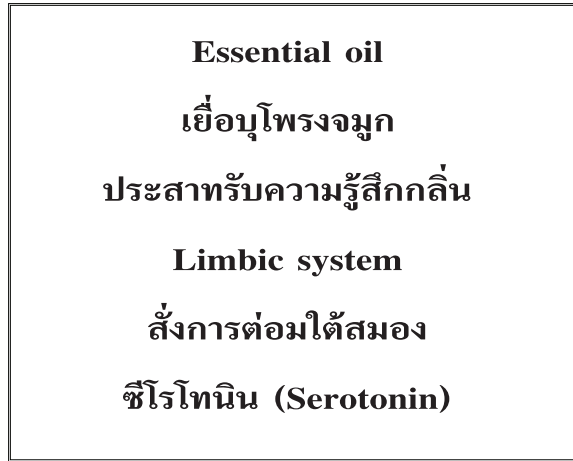 Essential oil
เยื่อบุโพรงจมูก
ประสาทรับความรู้สึกกลิ่น
Limbic system
สั่งการต่อมใต้สมอง
ซีโรโทนิน (Serotonin)